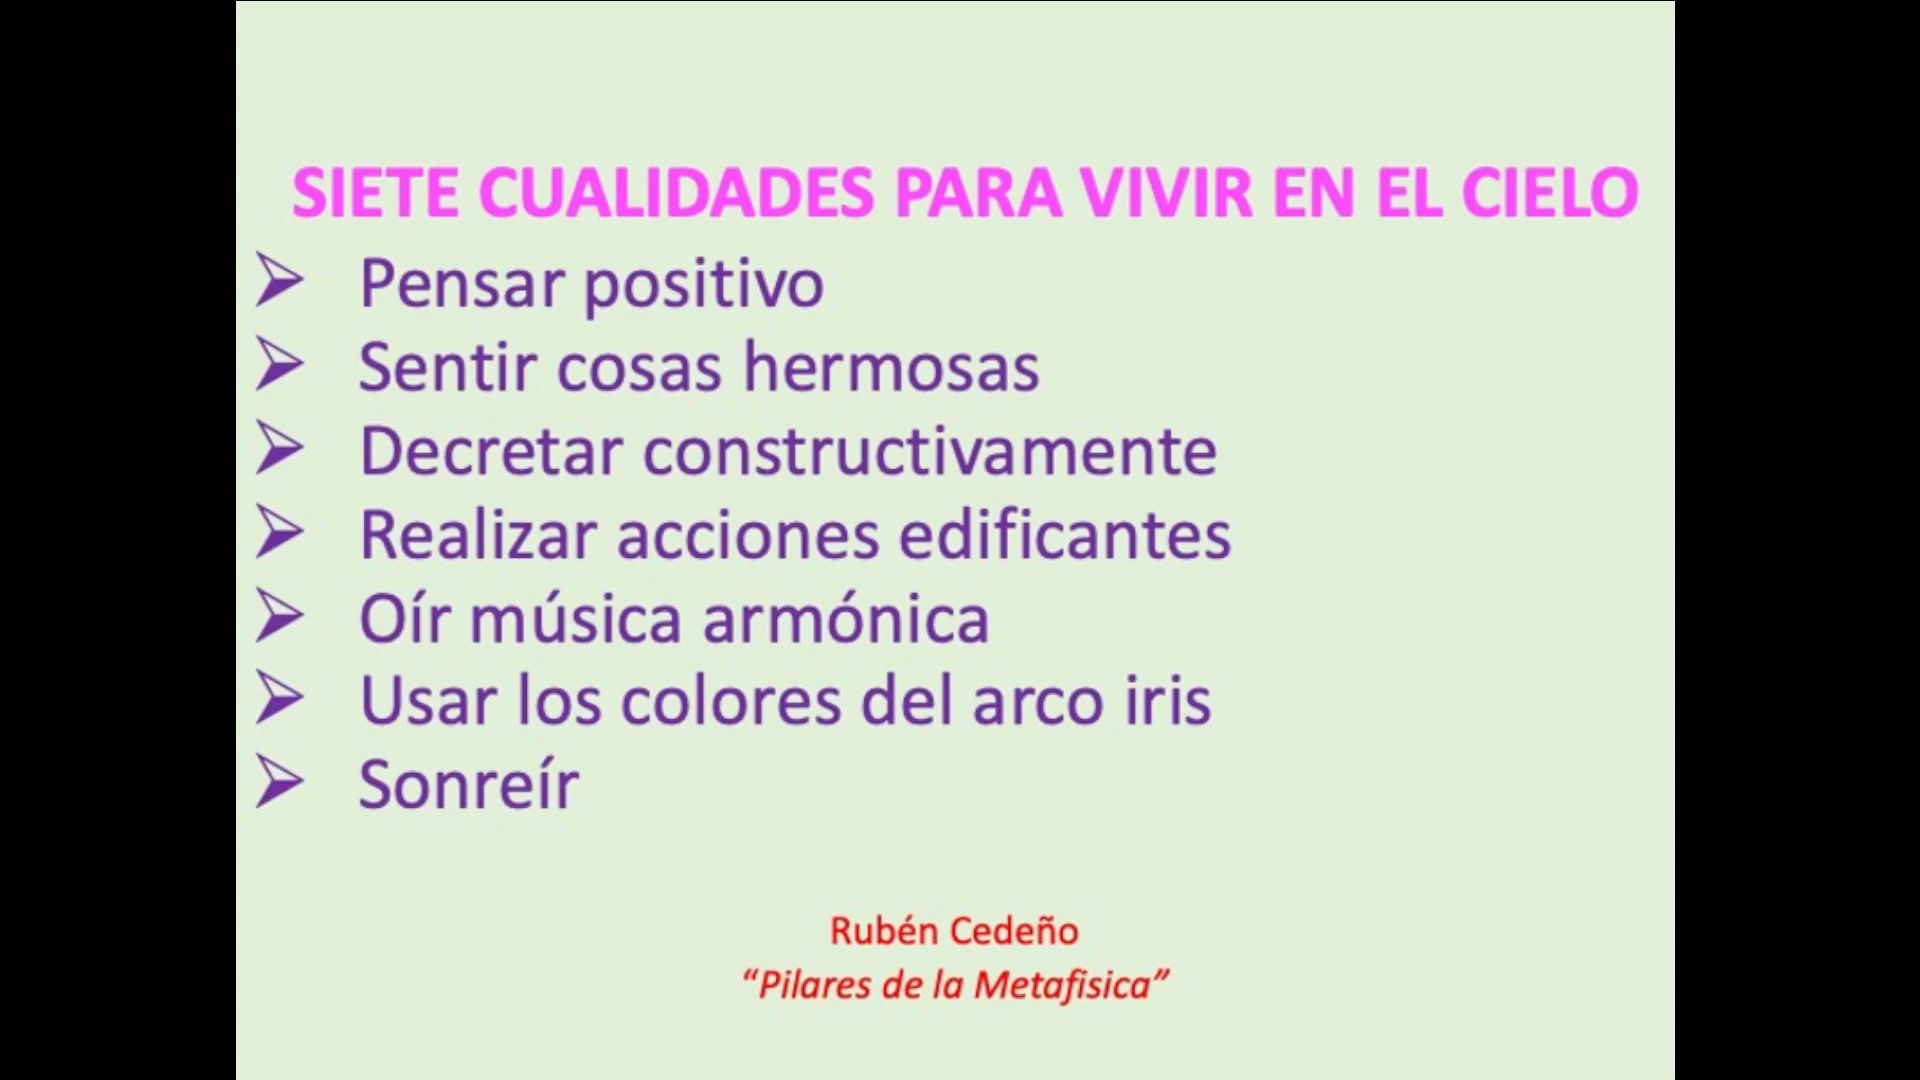 SIETE CUALIDADES PARA VIVIR EN EL CIELO
➢ Pensar positivo
➢ Sentir cosas hermosas
➢ Decretar constructivamente
➢ Realizar acciones edificantes
➢ Oír música armónica
➢ Usar los colores del arco iris
➢ Sonreír
Rubén Cedeño
“Pilares de la Metafisica”